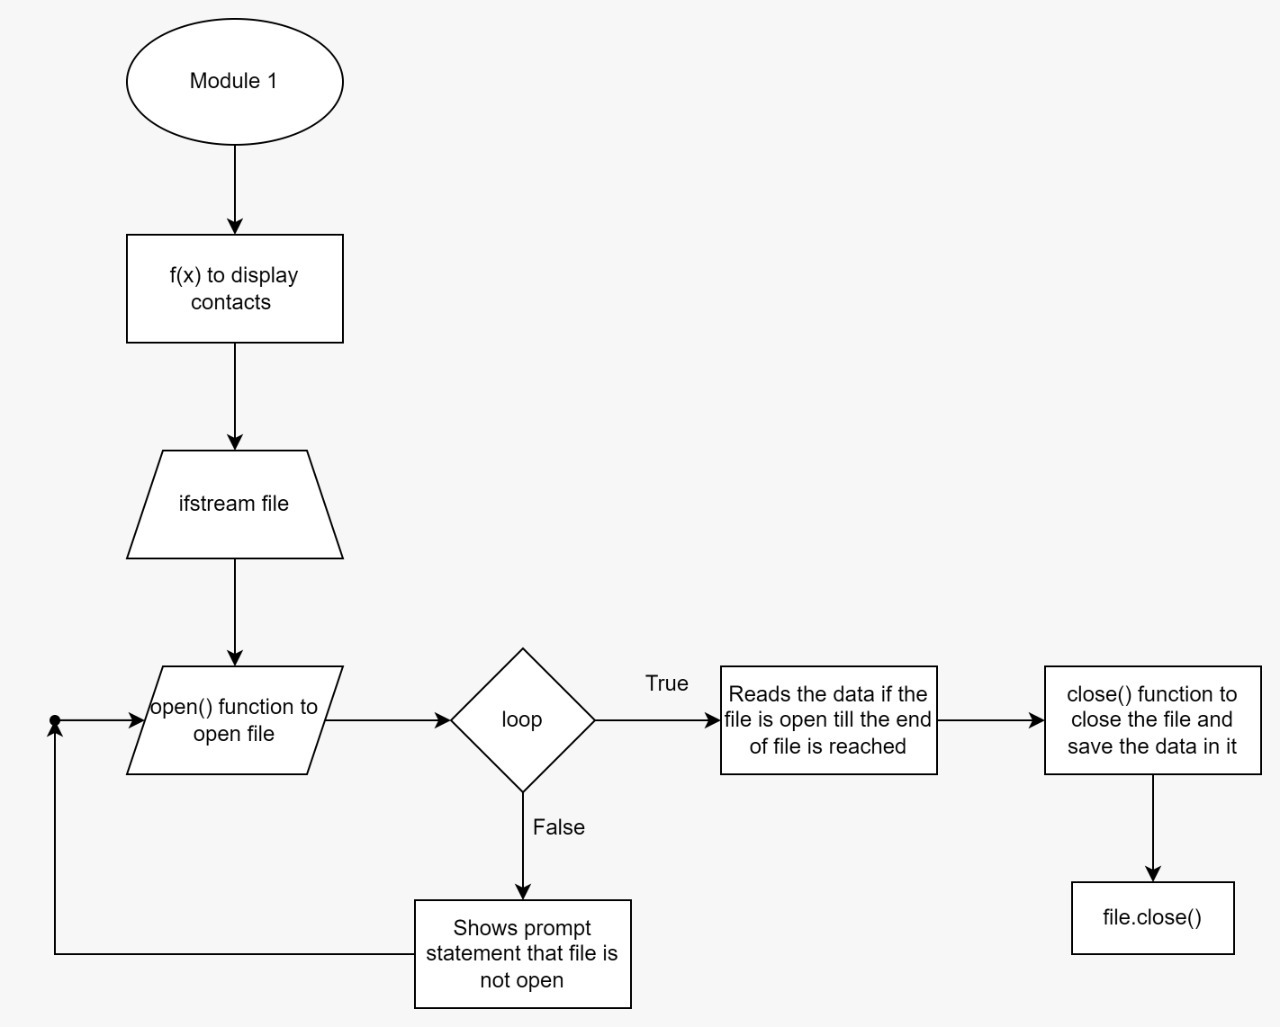 Module 1
f(x) to display
contacts
ifstream file
open() function to
open file
loop
True
Reads the data if the
file is open till the end
of file is reached
close() function to
close the file and
save the data in it
False
Shows prompt
statement that file is
not open
file.close()